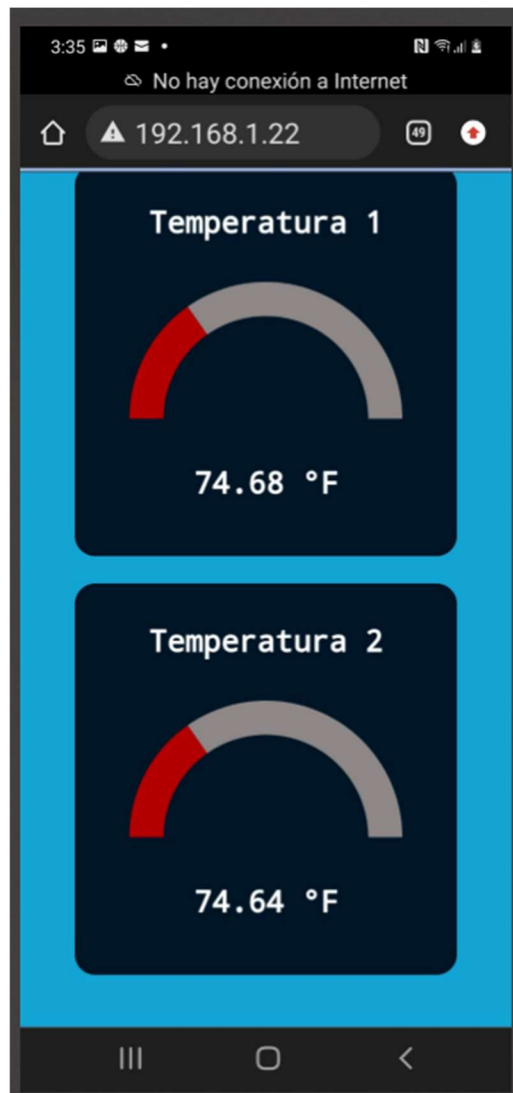 3:35
No hay conexión a Internet
192.168.1.22
49
Temperatura 1
74.68 °F
Temperatura 2
74.64 °F